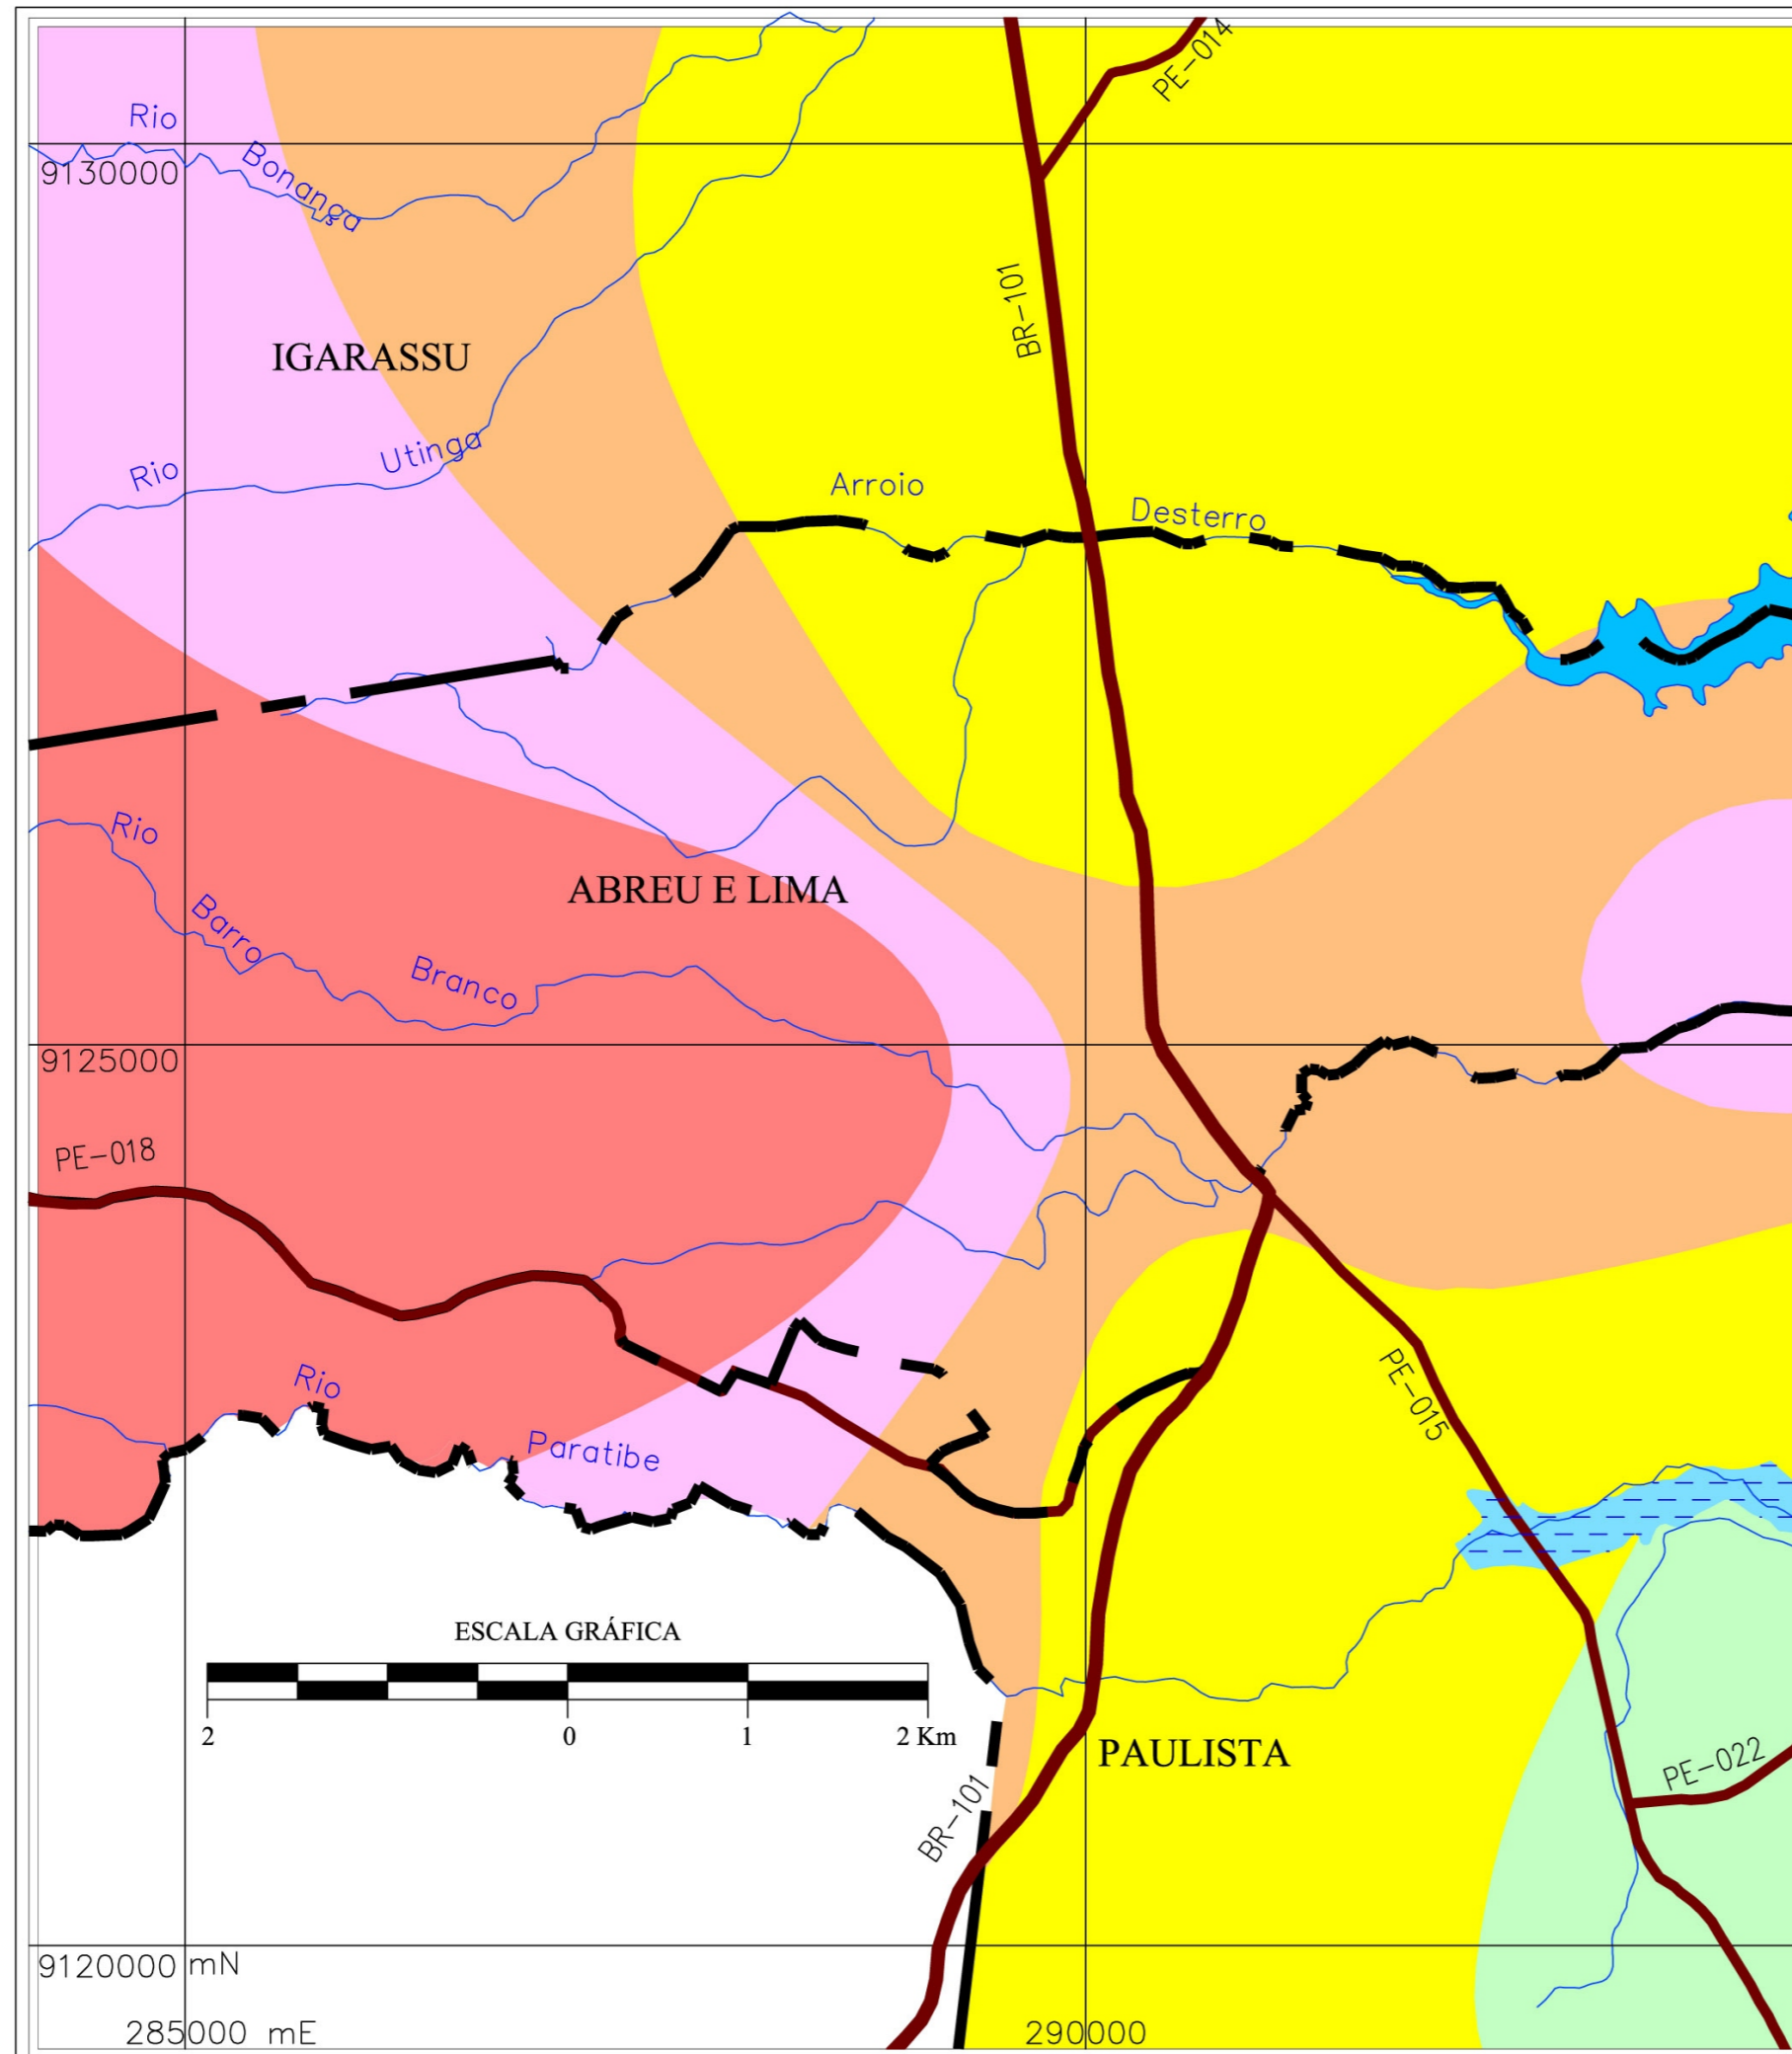 PE-014
Rio
Bonança
9130000
BR-101
IGARASSU
Rio
Utinga
Arroio
Desterro
Rio
ABREU E LIMA
Barro
Branco
9125000
PE-018
Rio
PE-015
Paratibe
ESCALA GRÁFICA
2 0 1 2 Km
PAULISTA
PE-022
BR-101
9120000 mN
285000 mE
290000